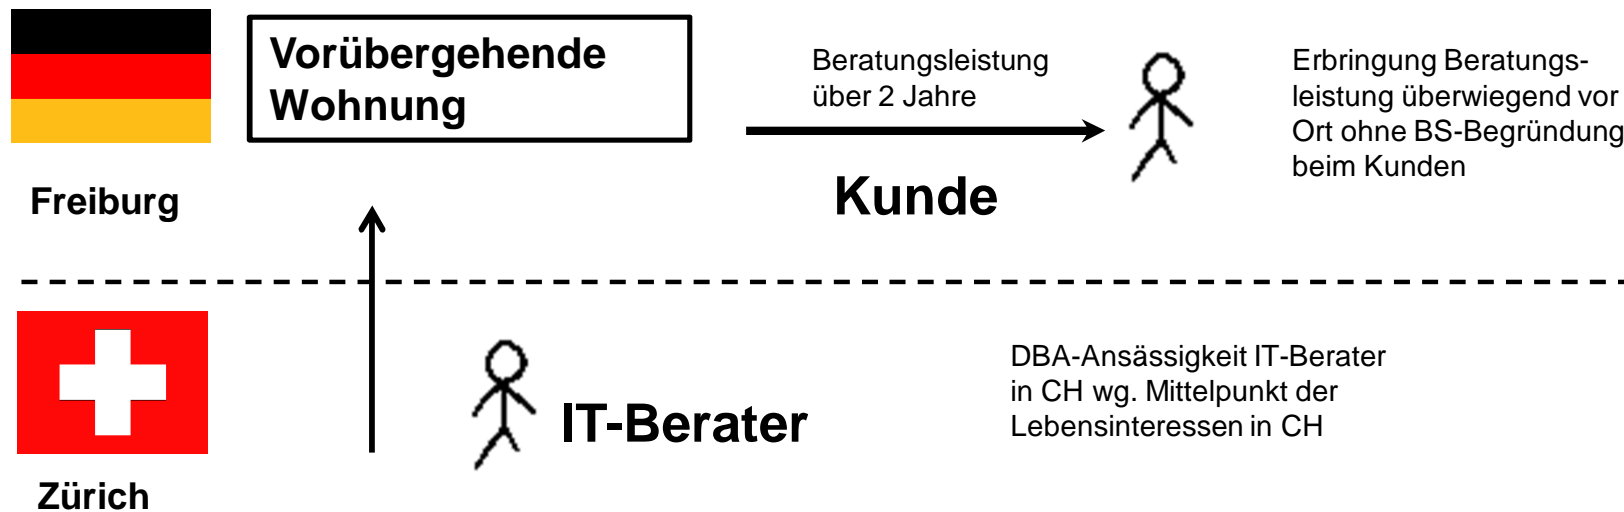 Vorübergehende
Wohnung
Beratungsleistung
über 2 Jahre
Erbringung Beratungs-
leistung überwiegend vor
Ort ohne BS-Begründung
beim Kunden
Freiburg
Kunde
DBA-Ansässigkeit IT-Berater
in CH wg. Mittelpunkt der
Lebensinteressen in CH
IT-Berater
Zürich